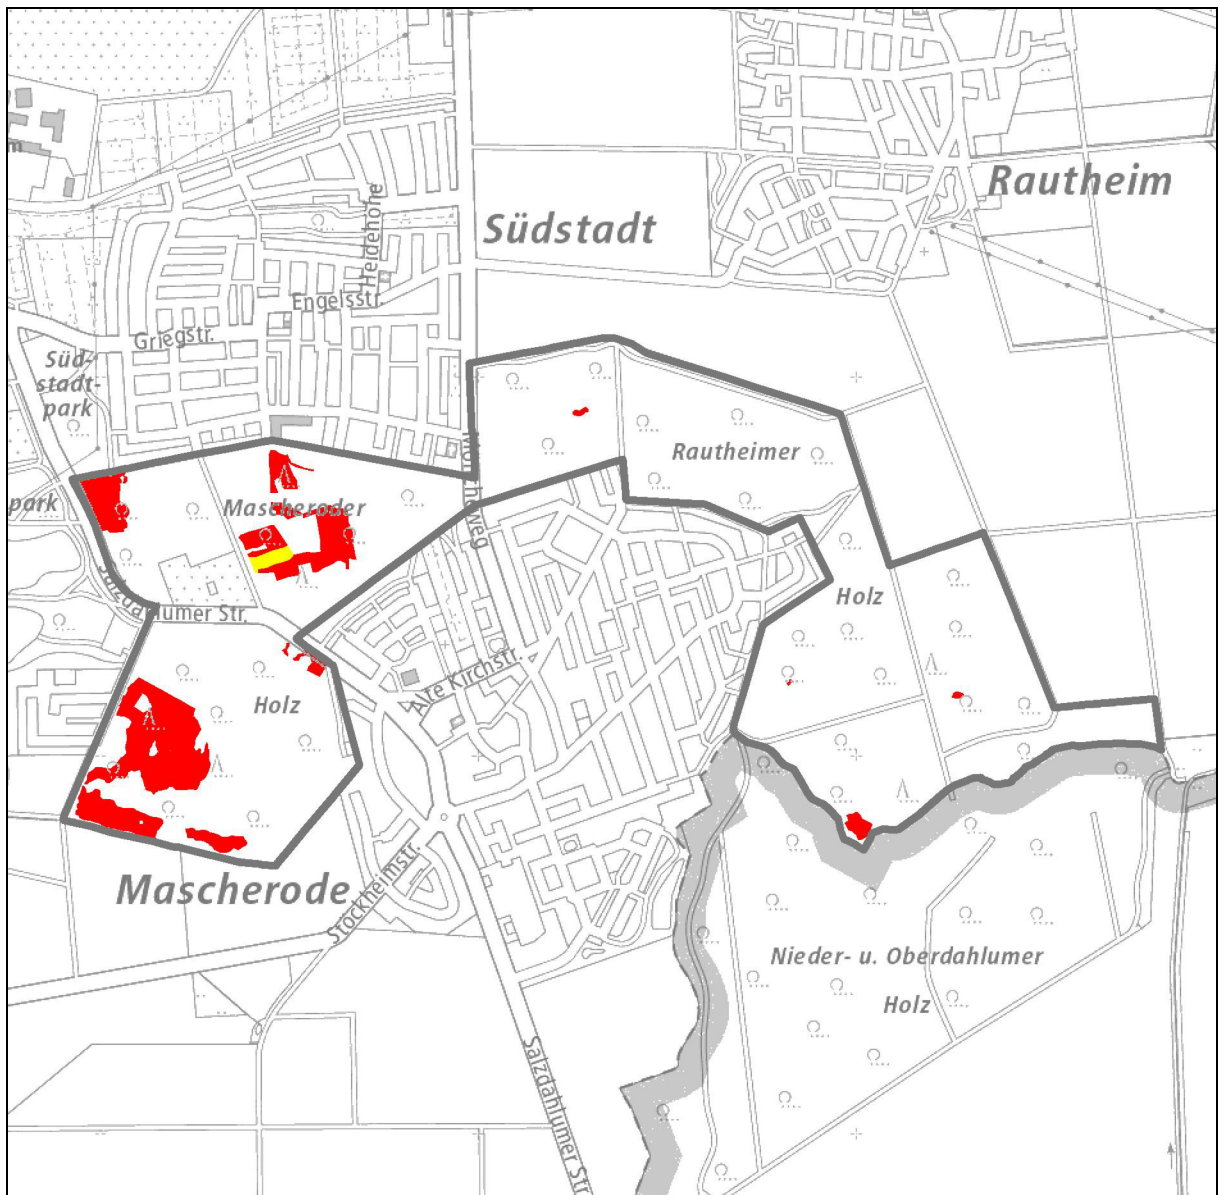 Rautheim
Südstadt
Heidehöhe
Engelsstr.
Griegstr.
Süd-
stadt-
park
Rautheimer
park
Mascheroder
Holz
Salzdahlumer Str.
Alte Kirchstr.
Holz
Mascherode
Stöckheimstr.
Nieder- u. Oberdahlumer
Holz
Salzdahlumer Str.